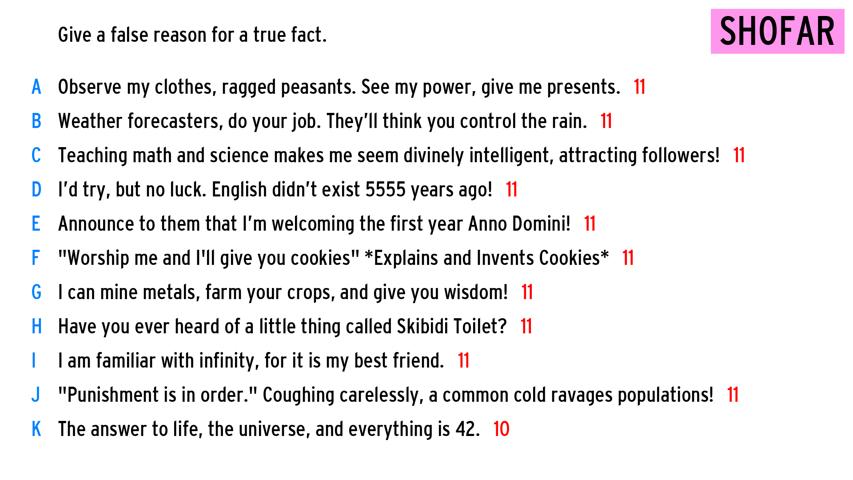 Give a false reason for a true fact.
SHOFAR
A Observe my clothes, ragged peasants. See my power, give me presents. 11
B Weather forecasters, do your job. They'll think you control the rain. 11
C Teaching math and science makes me seem divinely intelligent, attracting followers! 11
D I'd try, but no luck. English didn't exist 5555 years ago! 11
E Announce to them that I'm welcoming the first year Anno Domini! 11
F "Worship me and I'll give you cookies" *Explains and Invents Cookies* 11
G I can mine metals, farm your crops, and give you wisdom! 11
H Have you ever heard of a little thing called Skibidi Toilet? 11
I I am familiar with infinity, for it is my best friend. 11
J "Punishment is in order." Coughing carelessly, a common cold ravages populations! 11
K The answer to life, the universe, and everything is 42. 10